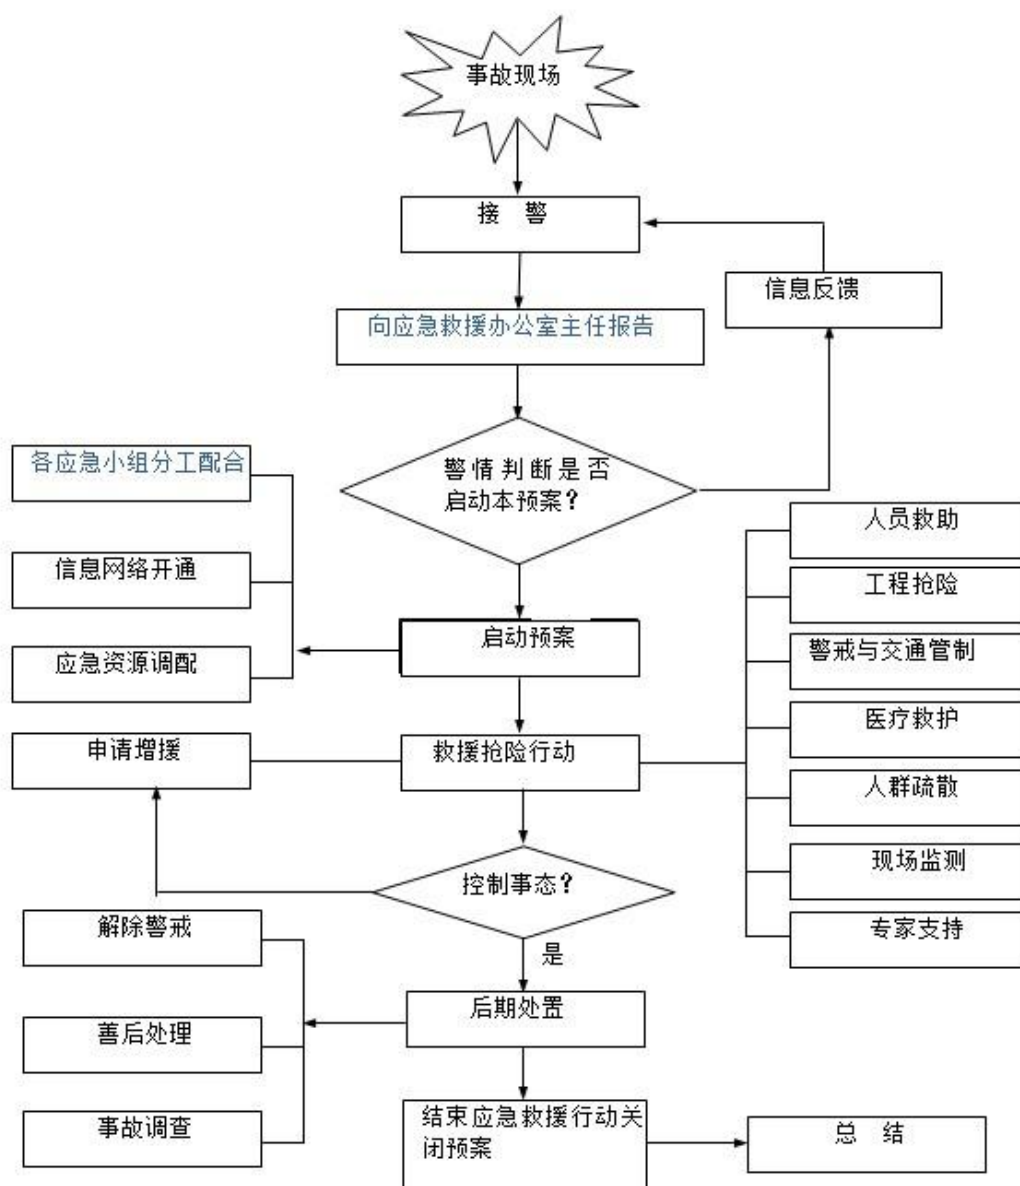 事故现场
接 警
信息反馈
向应急救援办公室主任报告
警情判断是否
启动本预案?
各应急小组分工配合
信息网络开通
应急资源调配
启动预案
人员救助
工程抢险
警戒与交通管制
医疗救护
人群疏散
现场监测
专家支持
申请增援
救援抢险行动
控制事态?
是
解除警戒
善后处理
事故调查
后期处置
结束应急救援行动关
闭预案
总 结